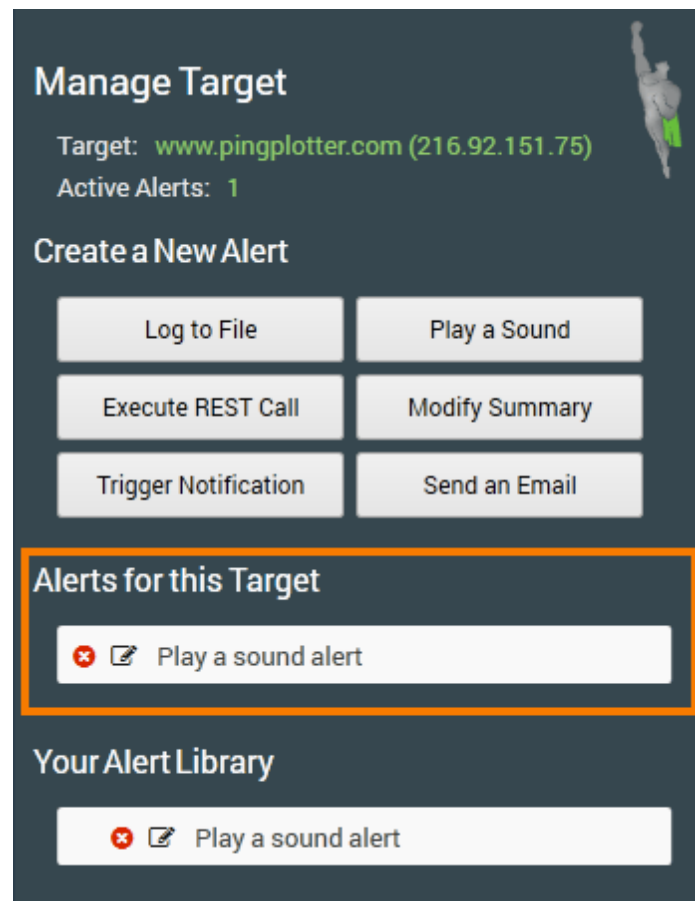 Manage Target
Target: www.pingplotter.com (216.92.151.75)
Active Alerts: 1
Create a New Alert
Log to File
Play a Sound
Execute REST Call
Modify Summary
Trigger Notification
Send an Email
Alerts for this Target
Play a sound alert
Your Alert Library
Play a sound alert